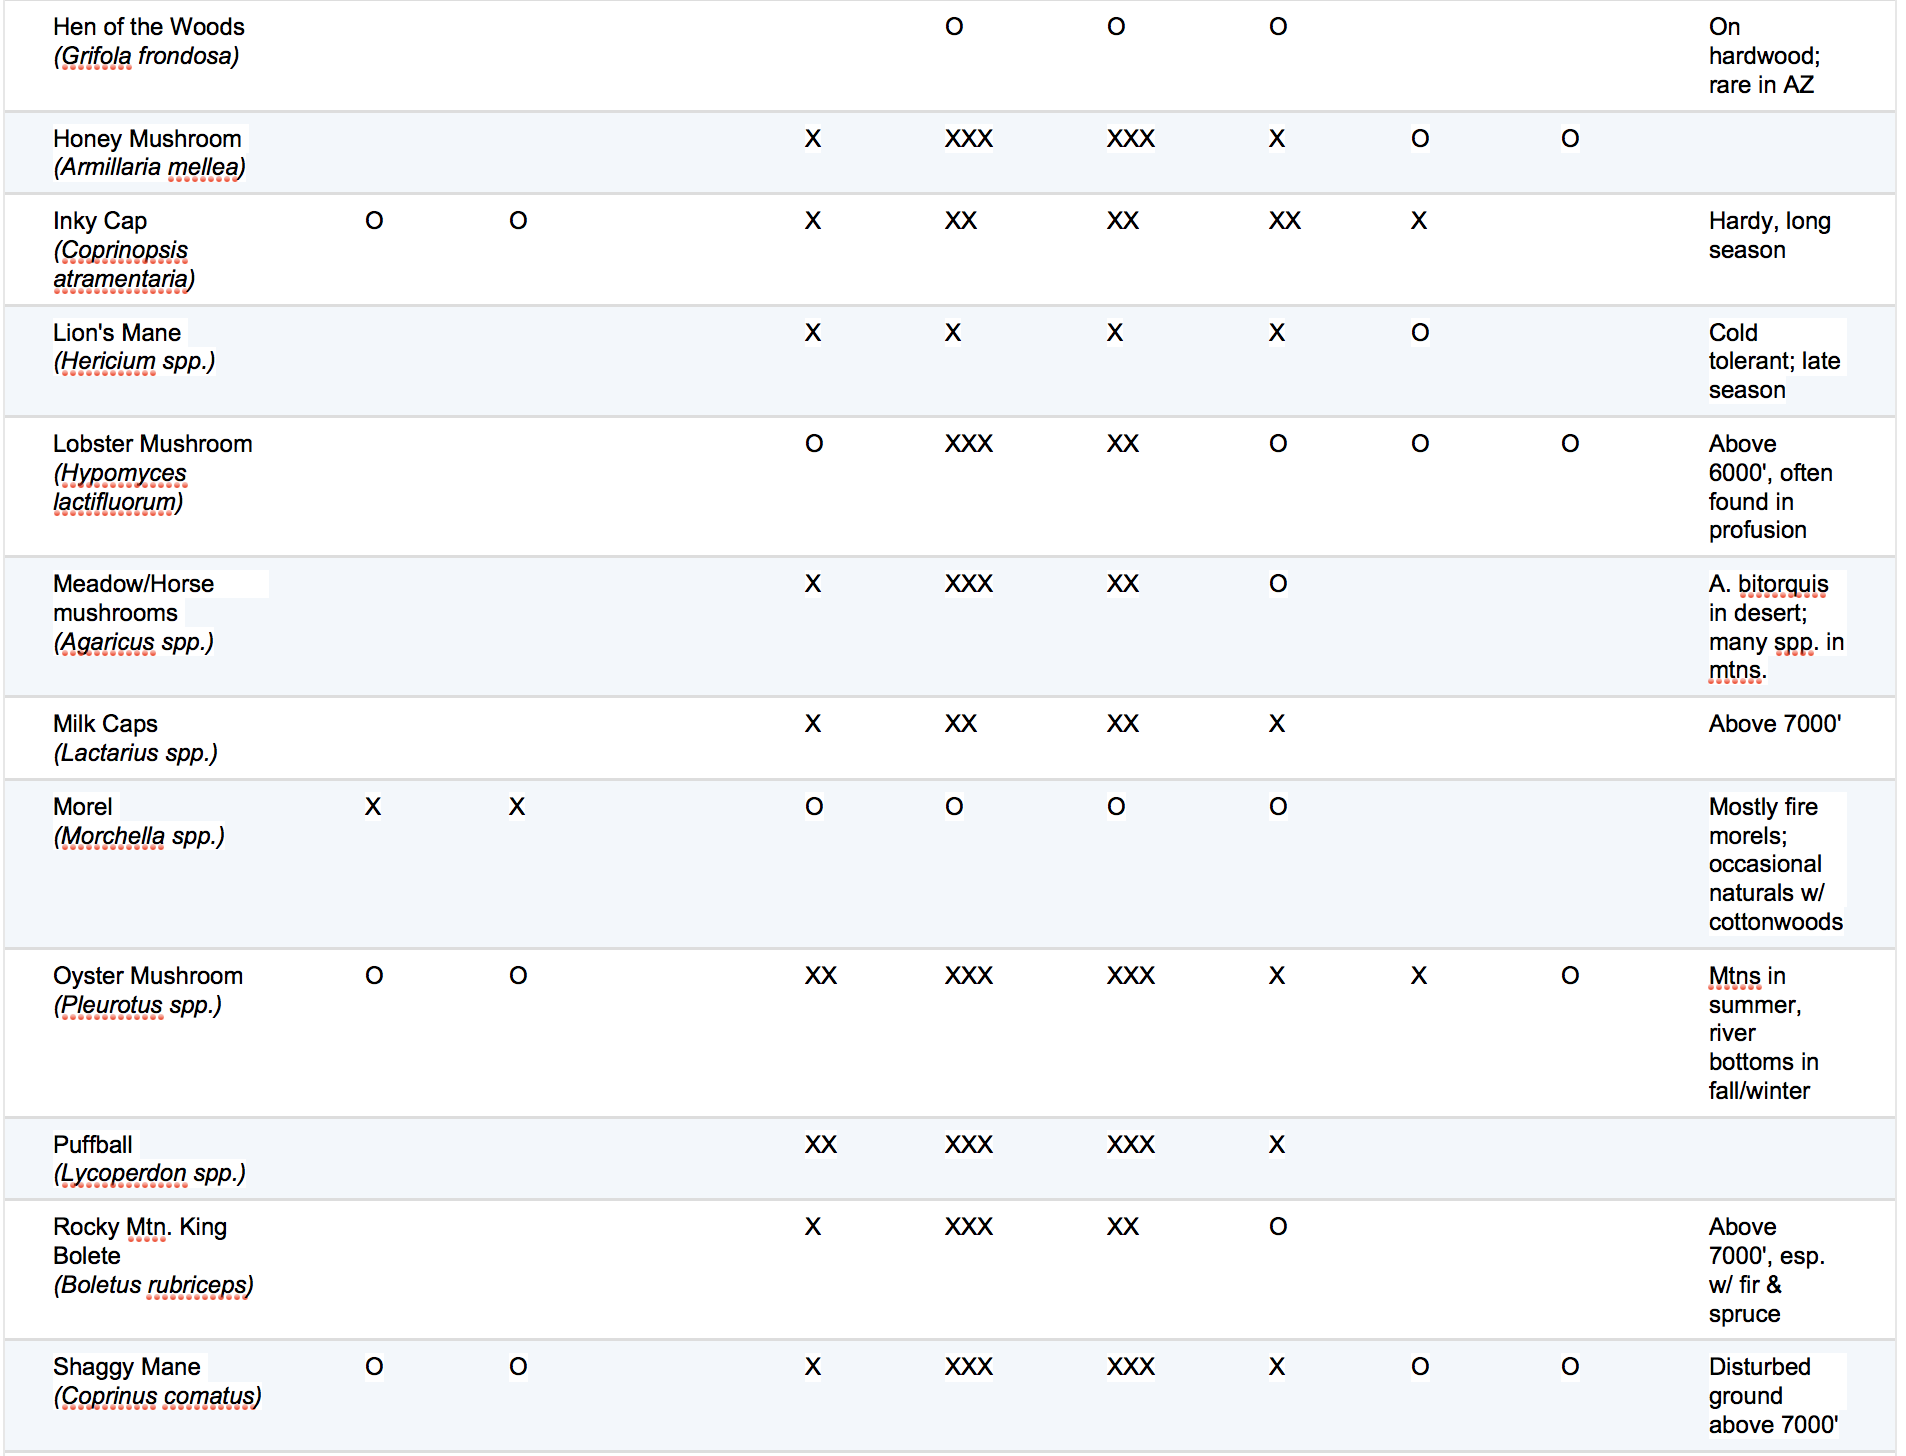 Hen of the Woods O O O On
(Grifola frondosa) hardwood;
rare in AZ
Honey Mushroom X XXX XXX X O O
(Armillaria mellea)
Inky Cap O O X XX XX XX X Hardy, long
(Coprinopsis season
atramentaria)
Lion's Mane X X X X O Cold
(Hericium spp.) tolerant; late
season
Lobster Mushroom O XXX XX O O O Above
(Hypomyces 6000', often
lactifluorum) found in
profusion
Meadow/Horse X XXX XX O A. bitorquis
mushrooms in desert;
(Agaricus spp.) many spp. in
mtns.
Milk Caps X XX XX X Above 7000'
(Lactarius spp.)
Morel X X O O O O Mostly fire
(Morchella spp.) morels;
occasional
naturals w/
cottonwoods
Oyster Mushroom O O XX XXX XXX X X O Mtns in
(Pleurotus spp.) summer,
river
bottoms in
fall/winter
Puffball XX XXX XXX X
(Lycoperdon spp.)
Rocky Mtn. King X XXX XX O Above
Bolete 7000', esp.
(Boletus rubriceps) w/ fir &
spruce
Shaggy Mane O O X XXX XXX X O O Disturbed
(Coprinus comatus) ground
above 7000'